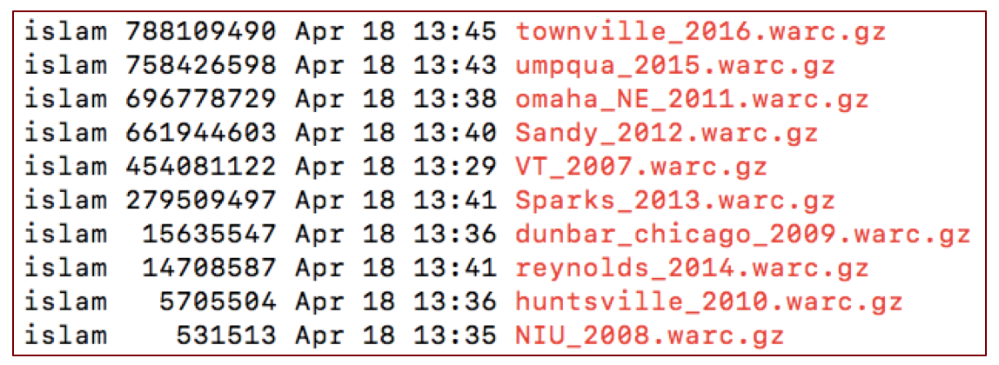 islam 788109490 Apr 18 13:45 townville_2016.warc.gz
islam 758426598 Apr 18 13:43 umpqua_2015.warc.gz
islam 696778729 Apr 18 13:38 omaha_NE_2011.warc.gz
islam 661944603 Apr 18 13:40 Sandy_2012.warc.gz
islam 454081122 Apr 18 13:29 VT_2007.warc.gz
islam 279509497 Apr 18 13:41 Sparks_2013.warc.gz
islam 15635547 Apr 18 13:36 dunbar_chicago_2009.warc.gz
islam 14708587 Apr 18 13:41 reynolds_2014.warc.gz
islam 5705504 Apr 18 13:36 huntsville_2010.warc.gz
islam 531513 Apr 18 13:35 NIU_2008.warc.gz